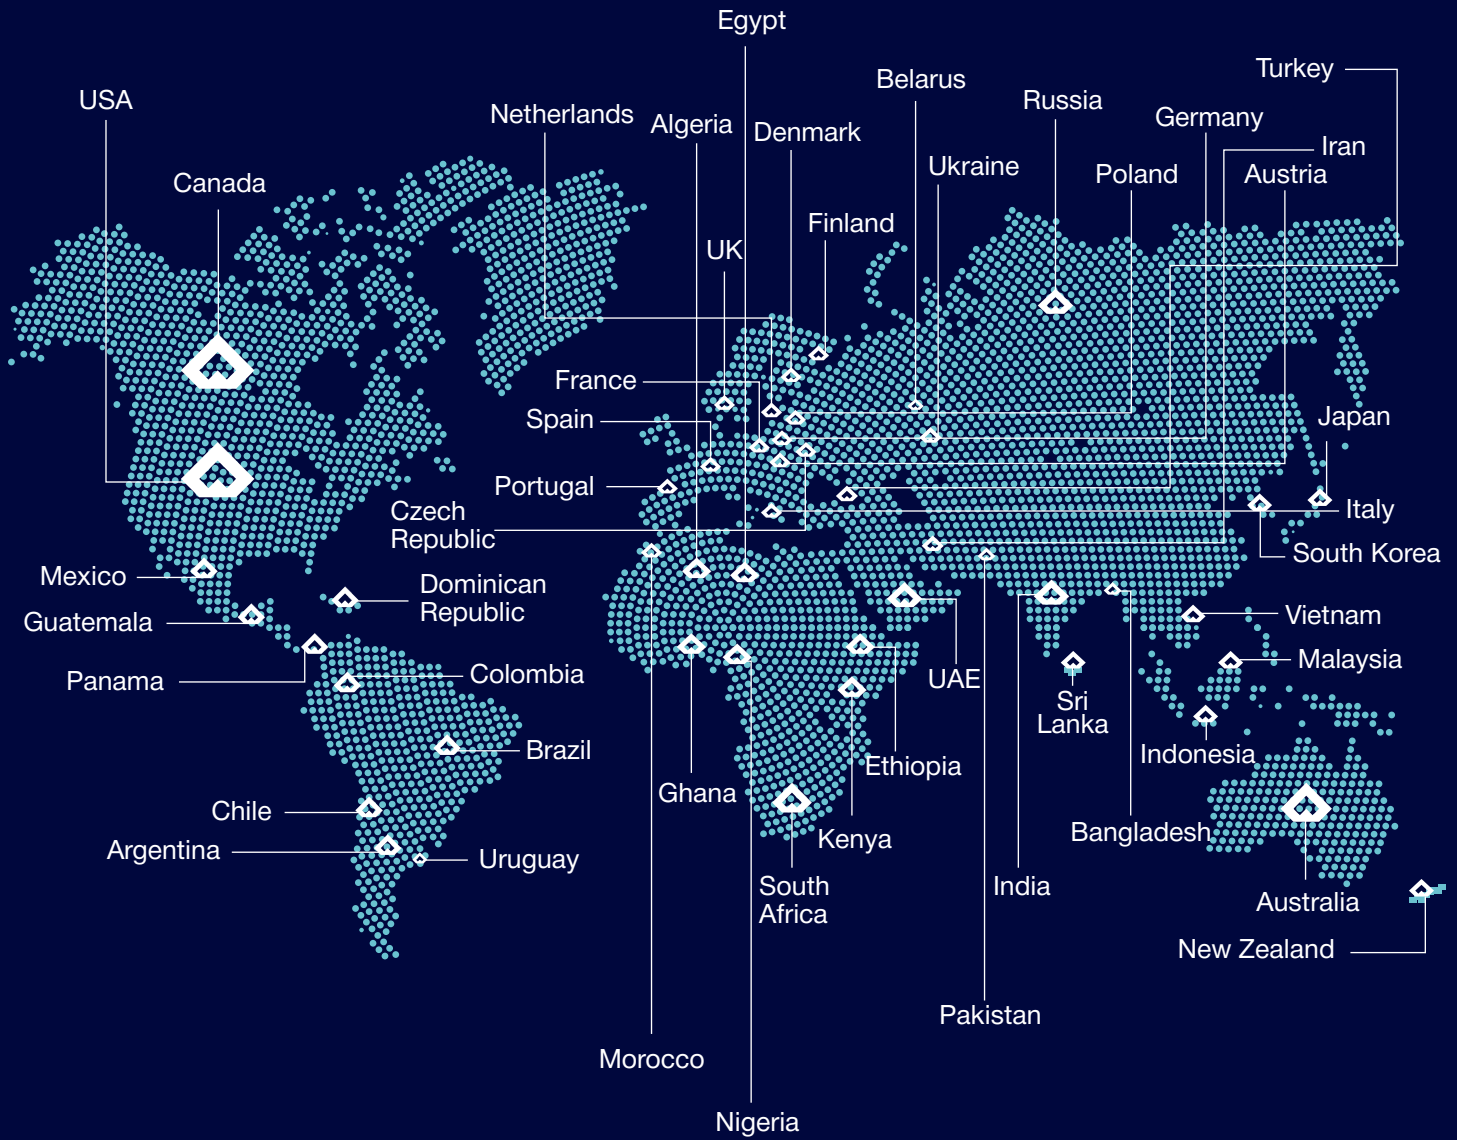 Egypt
Turkey
Belarus
USA
Russia
Netherlands
Germany
Algeria
Denmark
Iran
Ukraine
Poland
Austria
Canada
Finland
UK
France
Spain
Japan
Portugal
Czech
Republic
Italy
South Korea
Mexico
Dominican
Republic
Guatemala
Vietnam
Malaysia
Panama
Colombia
UAE
Sri
Lanka
Brazil
Indonesia
Ethiopia
Ghana
Chile
Kenya
Bangladesh
Argentina
Uruguay
South
Africa
India
Australia
New Zealand
Pakistan
Morocco
Nigeria